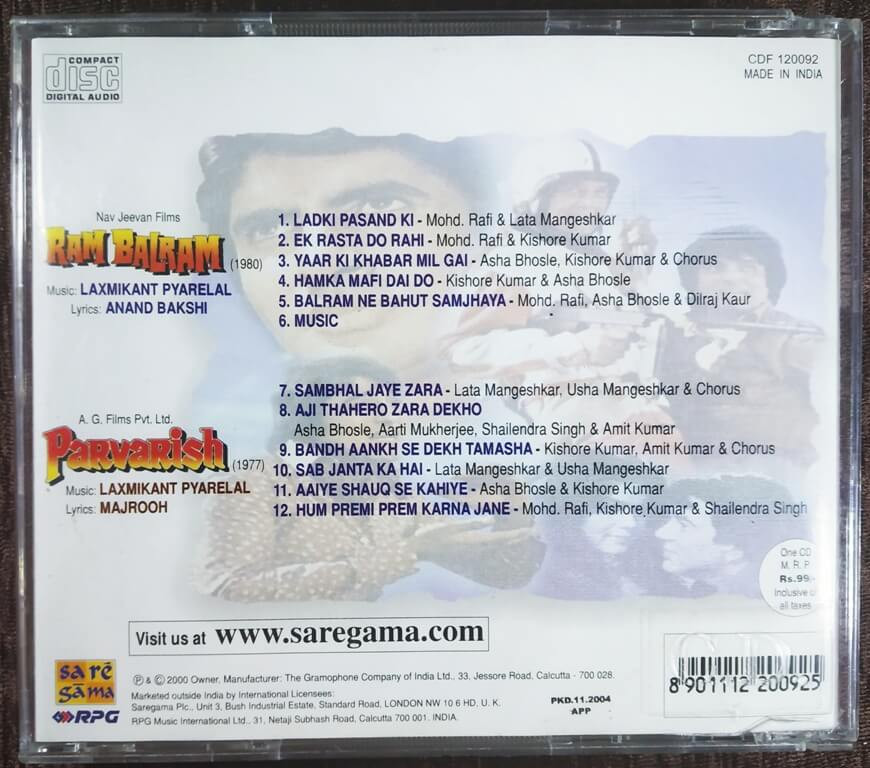 COMPACT
disc
DIGITAL AUDIO
CDF 120092
MADE IN INDIA
Nav Jeevan Films
RAM BALRAM (1980)
Music: LAXMIKANT PYARELAL
Lyrics: ANAND BAKSHI
1. LADKI PASAND KI - Mohd. Rafi & Lata Mangeshkar
2. EK RASTA DO RAHI - Mohd. Rafi & Kishore Kumar
3. YAAR KI KHABAR MIL GAI - Asha Bhosle, Kishore Kumar & Chorus
4. HAMKA MAFI DAI DO - Kishore Kumar & Asha Bhosle
5. BALRAM NE BAHUT SAMJHAYA - Mohd. Rafi, Asha Bhosle & Dilraj Kaur
6. MUSIC
A. G. Films Pvt. Ltd.
PARVARISH (1977)
Music: LAXMIKANT PYARELAL
Lyrics: MAJROOH
7. SAMBHAL JAYE ZARA - Lata Mangeshkar, Usha Mangeshkar & Chorus
8. AJI THAHERO ZARA DEKHO
Asha Bhosle, Aarti Mukherjee, Shailendra Singh & Amit Kumar
9. BANDH AANKH SE DEKH TAMASHA - Kishore Kumar, Amit Kumar & Chorus
10. SAB JANTA KA HAI - Lata Mangeshkar & Usha Mangeshkar
11. AAIYE SHAUQ SE KAHIYE - Asha Bhosle & Kishore Kumar
12. HUM PREMI PREM KARNA JANE - Mohd. Rafi, Kishore Kumar & Shailendra Singh
One CD
M. R. P.
Rs.99/-
Inclusive of
all taxes
Visit us at www.saregama.com
sa rē
gā ma
RPG
℗ & © 2000 Owner, Manufacturer: The Gramophone Company of India Ltd.. 33, Jessore Road, Calcutta - 700 028.
Marketed outside India by International Licensees:
Saregama Plc., Unit 3, Bush Industrial Estate, Standard Road, LONDON NW 10 6 HD, U. K.
RPG Music International Ltd.. 31, Netaji Subhash Road, Calcutta 700 001. INDIA.
PKD.11.2004
APP
8 901112 200925